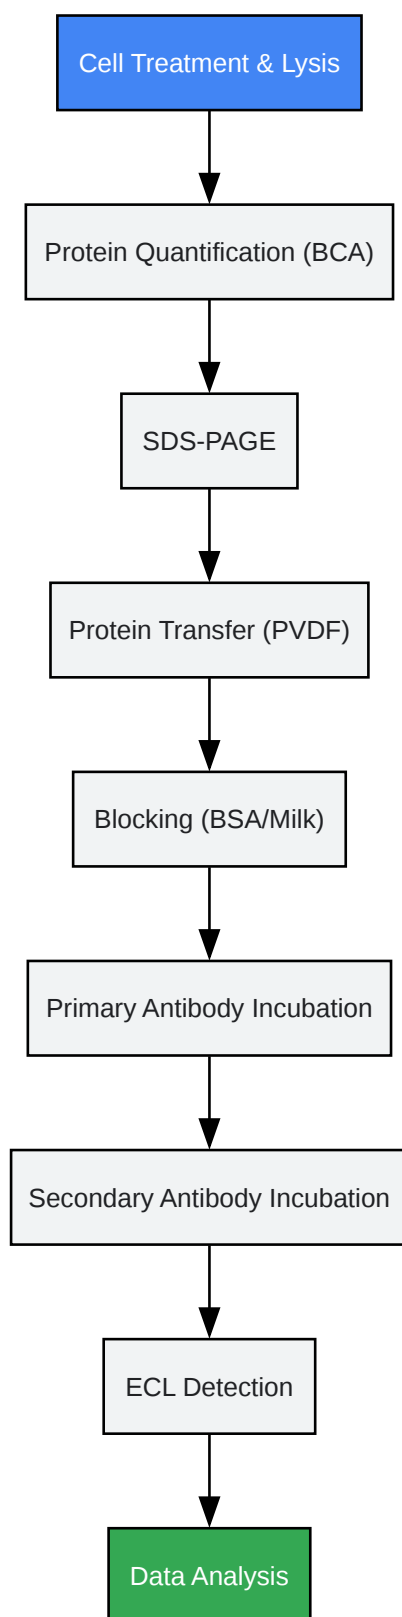 Cell Treatment & Lysis
Protein Quantification (BCA)
SDS-PAGE
Protein Transfer (PVDF)
Blocking (BSA/Milk)
Primary Antibody Incubation
Secondary Antibody Incubation
ECL Detection
Data Analysis